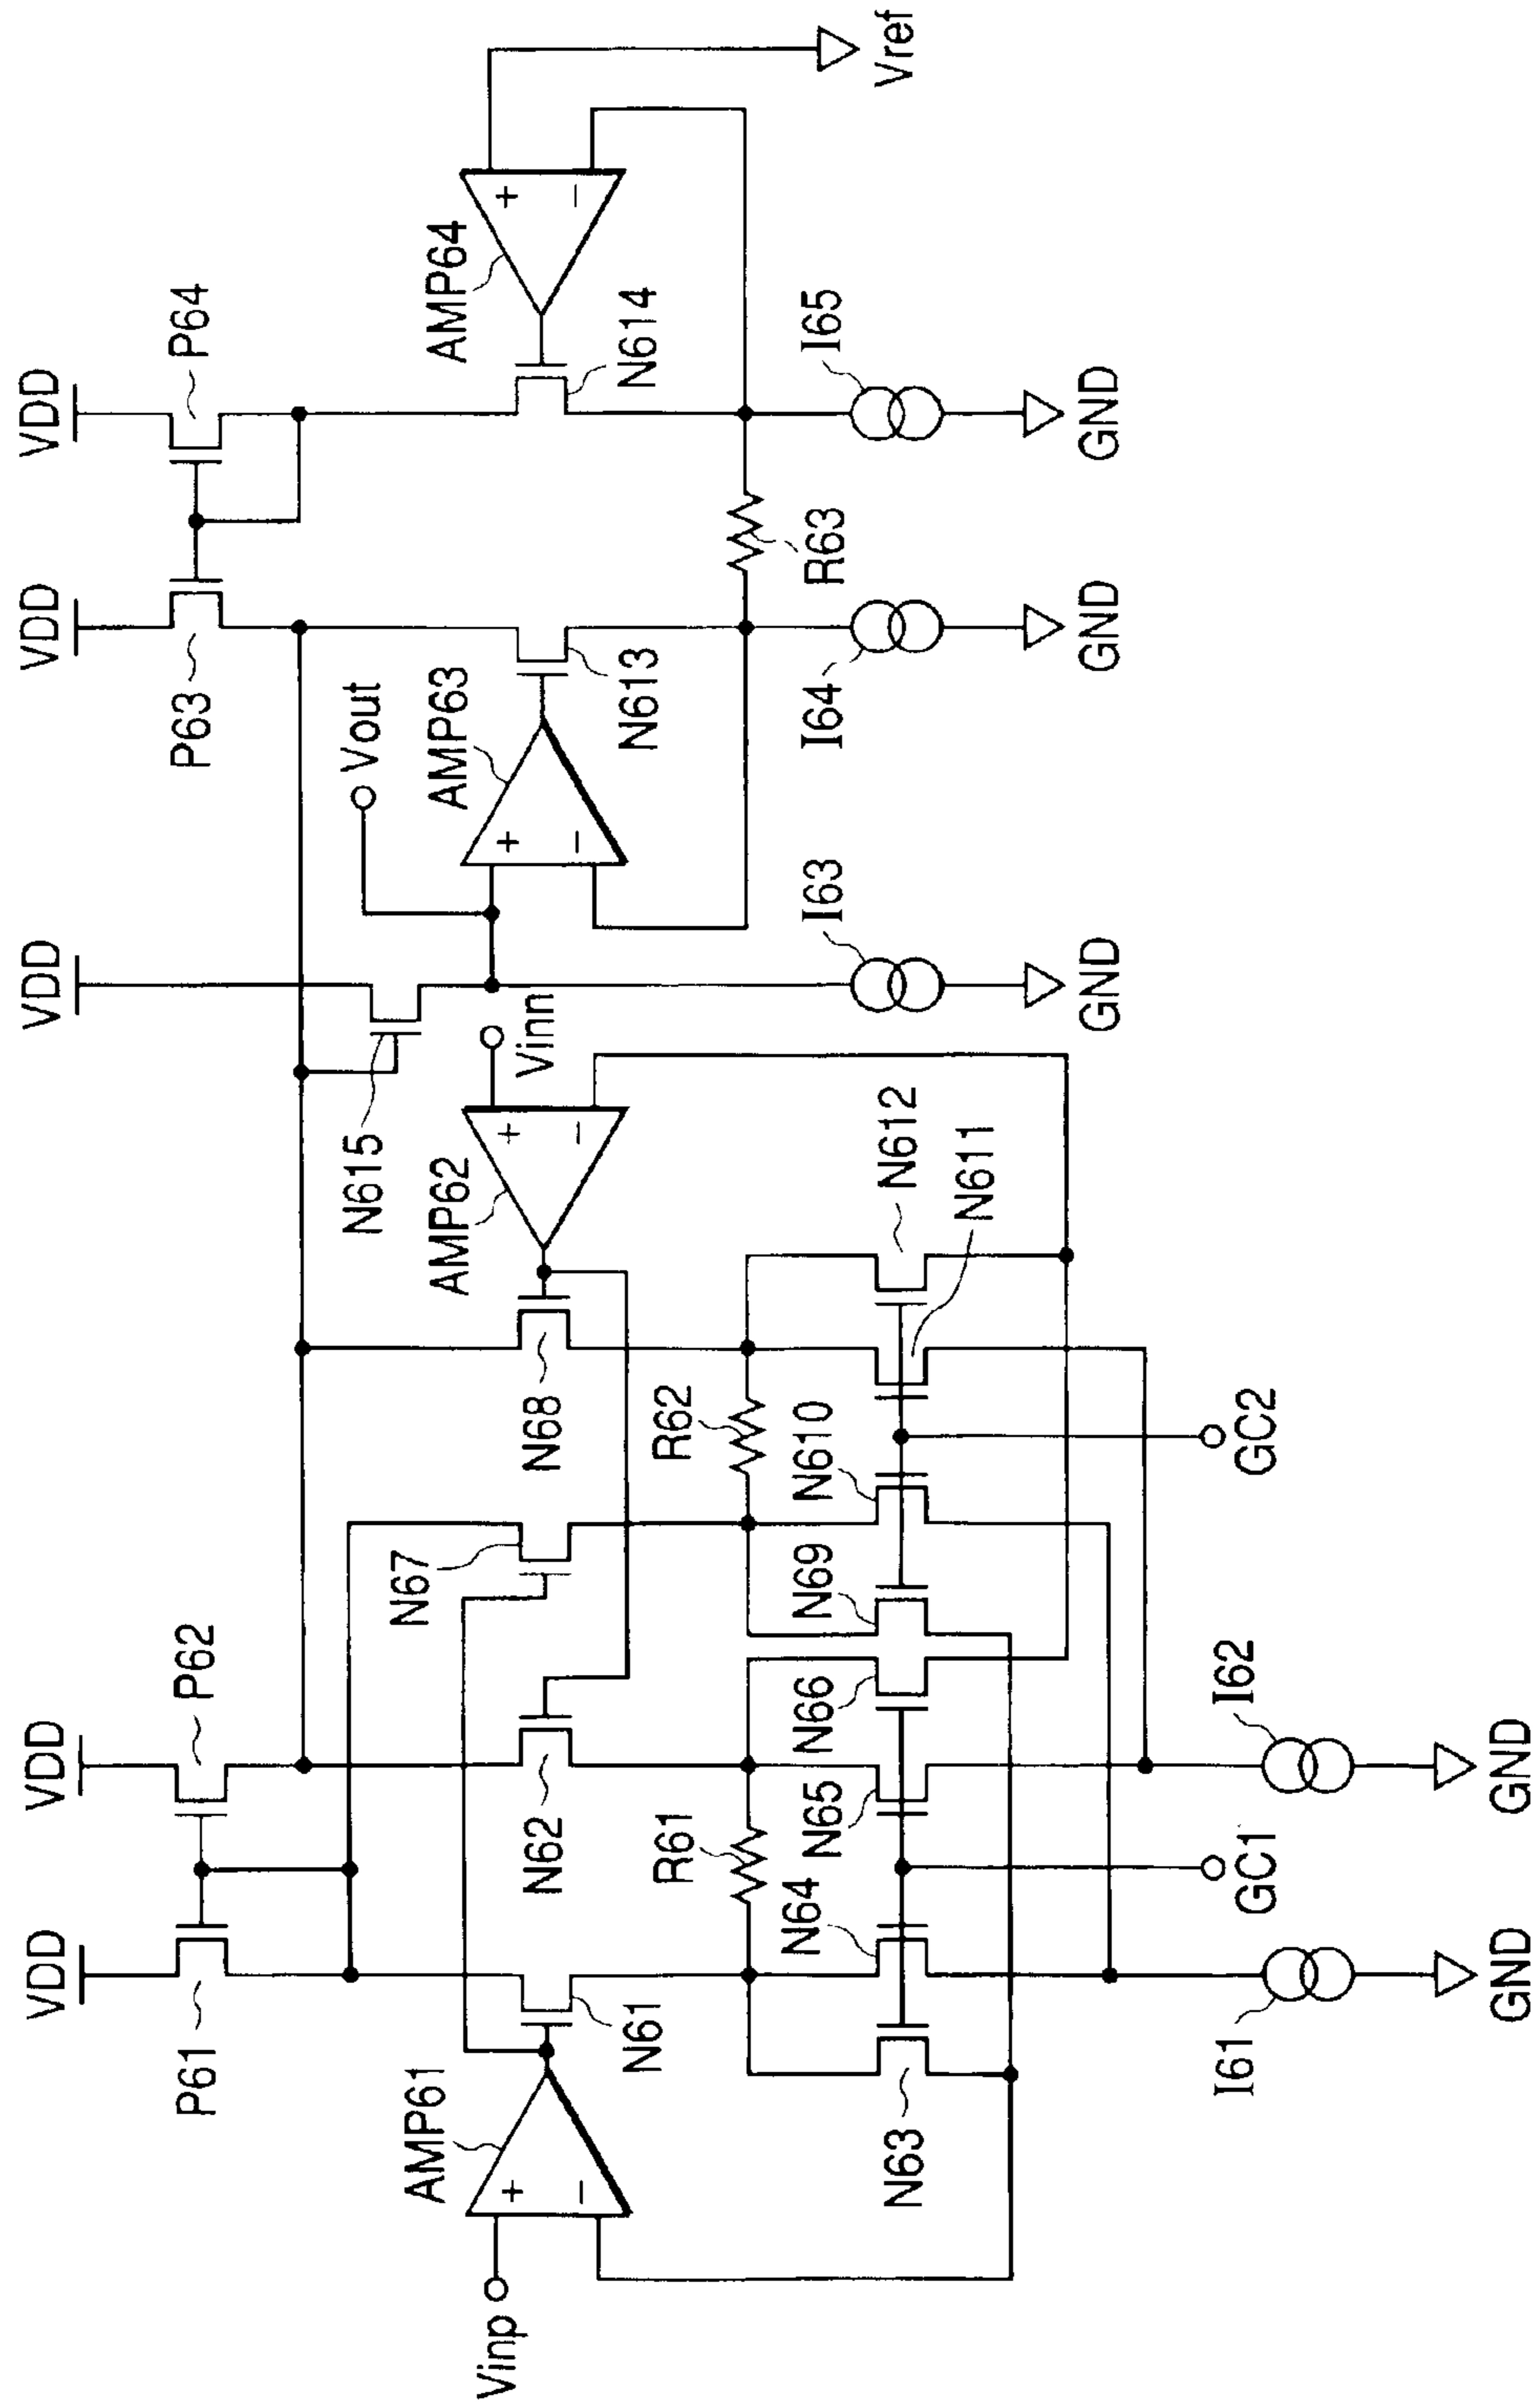 VDD
VDD
VDD
VDD
VDD
P61
P62
P63
P64
N615
Vout
AMP61
N67
AMP62
AMP63
AMP64
Vinp
+
−
N61
N62
N68
+
−
Vinn
+
−
N613
N614
+
−
R61
R62
N63
N64
N65
N66
N69
N610
N611
N612
I63
I64
R63
I65
Vref
GND
GND
GND
GC1
GC2
I61
I62
GND
GND